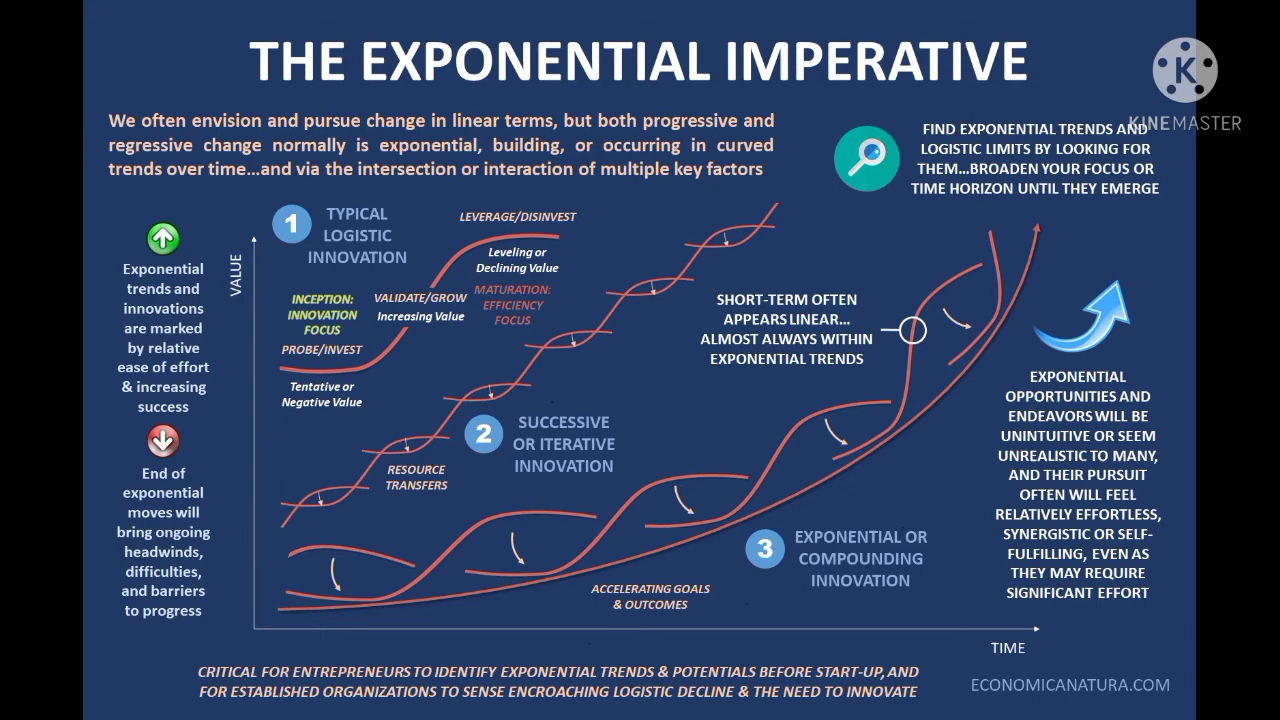 THE EXPONENTIAL IMPERATIVE
KINEMASTER
We often envision and pursue change in linear terms, but both progressive and
regressive change normally is exponential, building, or occurring in curved
trends over time...and via the intersection or interaction of multiple key factors
FIND EXPONENTIAL TRENDS AND
LOGISTIC LIMITS BY LOOKING FOR
THEM...BROADEN YOUR FOCUS OR
TIME HORIZON UNTIL THEY EMERGE
Exponential
trends and
innovations
are marked
by relative
ease of effort
& increasing
success
End of
exponential
moves will
bring ongoing
headwinds,
difficulties,
and barriers
to progress
VALUE
1
TYPICAL
LOGISTIC
INNOVATION
LEVERAGE/DISINVEST
Leveling or
Declining Value
INCEPTION:
INNOVATION
FOCUS
VALIDATE/GROW
Increasing Value
MATURATION:
EFFICIENCY
FOCUS
PROBE/INVEST
Tentative or
Negative Value
2
SUCCESSIVE
OR ITERATIVE
INNOVATION
RESOURCE
TRANSFERS
SHORT-TERM OFTEN
APPEARS LINEAR...
ALMOST ALWAYS WITHIN
EXPONENTIAL TRENDS
3
EXPONENTIAL OR
COMPOUNDING
INNOVATION
ACCELERATING GOALS
& OUTCOMES
EXPONENTIAL
OPPORTUNITIES AND
ENDEAVORS WILL BE
UNINTUITIVE OR SEEM
UNREALISTIC TO MANY,
AND THEIR PURSUIT
OFTEN WILL FEEL
RELATIVELY EFFORTLESS,
SYNERGISTIC OR SELF-
FULFILLING, EVEN AS
THEY MAY REQUIRE
SIGNIFICANT EFFORT
TIME
CRITICAL FOR ENTREPRENEURS TO IDENTIFY EXPONENTIAL TRENDS & POTENTIALS BEFORE START-UP, AND
FOR ESTABLISHED ORGANIZATIONS TO SENSE ENCROACHING LOGISTIC DECLINE & THE NEED TO INNOVATE
ECONOMICANATURA.COM